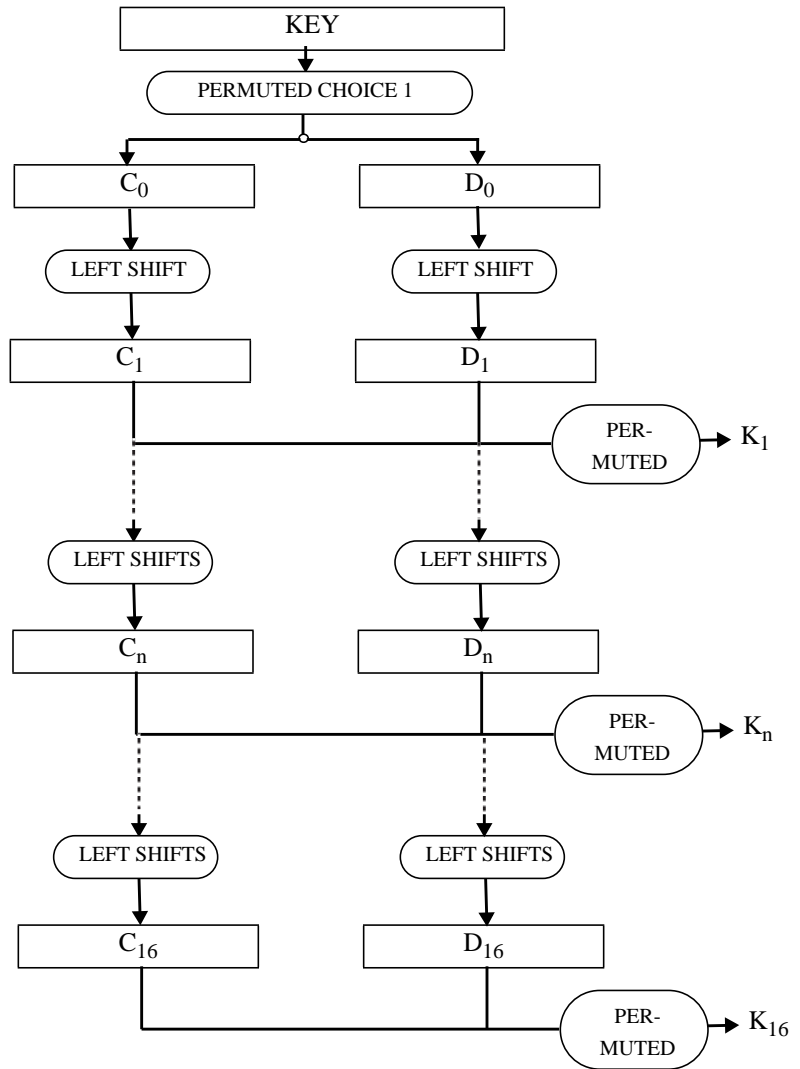 KEY
PERMUTED CHOICE 1
C₀ D₀
LEFT SHIFT LEFT SHIFT
C₁ D₁
PER-
MUTED
K₁
LEFT SHIFTS LEFT SHIFTS
Cₙ Dₙ
PER-
MUTED
Kₙ
LEFT SHIFTS LEFT SHIFTS
C₁₆ D₁₆
PER-
MUTED
K₁₆